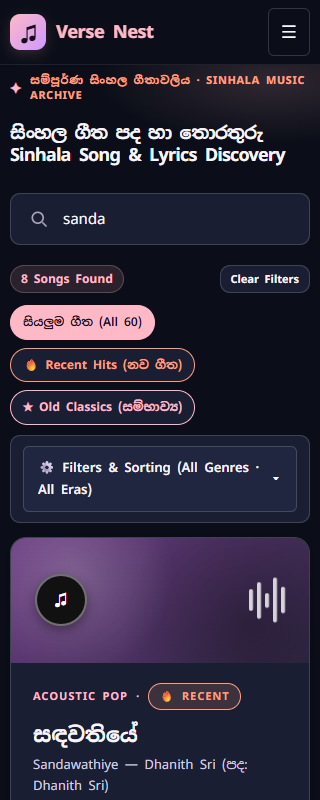 Verse Nest
සම්පූර්ණ සිංහල ගීතාවලිය · SINHALA MUSIC
ARCHIVE
සිංහල ගීත පද හා තොරතුරු
Sinhala Song & Lyrics Discovery
sanda
8 Songs Found
Clear Filters
සියලුම ගීත (All 60)
Recent Hits (නව ගීත)
★ Old Classics (සම්භාව්‍ය)
Filters & Sorting (All Genres ·
All Eras)
ACOUSTIC POP · RECENT
සඳවතියේ
Sandawathiye — Dhanith Sri (පද:
Dhanith Sri)